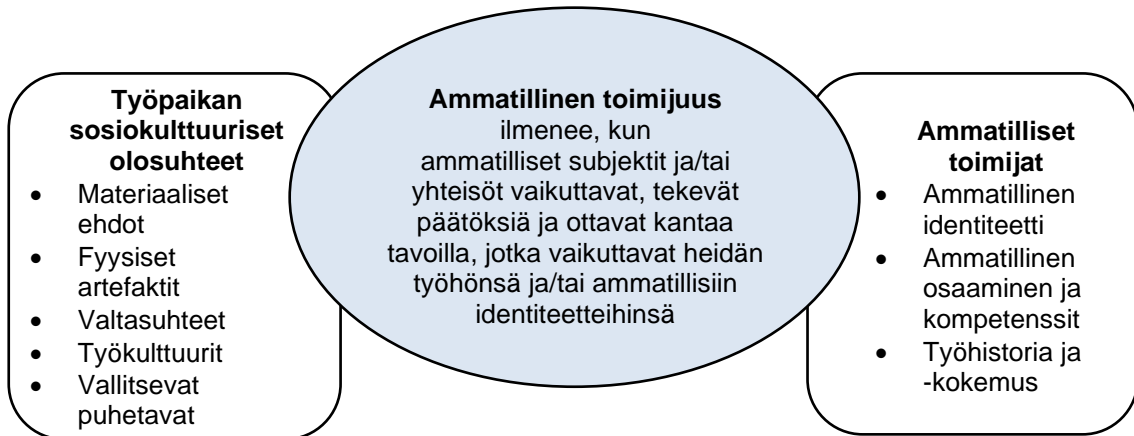 Työpaikan
sosiokulttuuriset
olosuhteet
• Materiaaliset
ehdot
• Fyysiset
artefaktit
• Valtasuhteet
• Työkulttuurit
• Vallitsevat
puhetavat
Ammatillinen toimijuus
ilmenee, kun
ammatilliset subjektit ja/tai
yhteisöt vaikuttavat, tekevät
päätöksiä ja ottavat kantaa
tavoilla, jotka vaikuttavat heidän
työhönsä ja/tai ammatillisiin
identiteetteihinsä
Ammatilliset
toimijat
• Ammatillinen
identiteetti
• Ammatillinen
osaaminen ja
kompetenssit
• Työhistoria ja
-kokemus